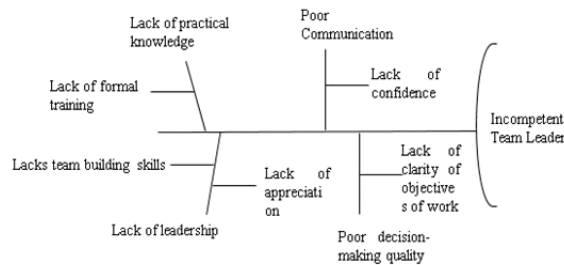 Lack of practical
knowledge
Poor
Communication
Lack of formal
training
Lack of
confidence
Incompetent
Team Leader
Lacks team building skills
Lack of
appreciati
on
Lack of
clarity of
objective
s of work
Lack of leadership
Poor decision-
making quality